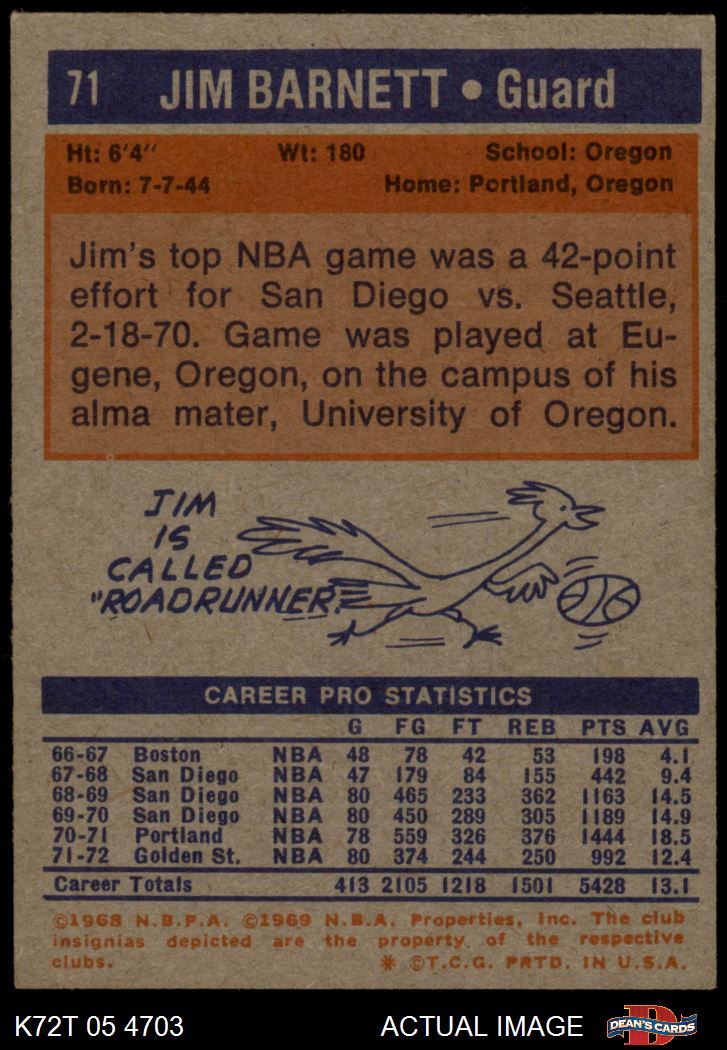 71 JIM BARNETT • Guard
Ht: 6'4" Wt: 180 School: Oregon
Born: 7-7-44 Home: Portland, Oregon
Jim's top NBA game was a 42-point
effort for San Diego vs. Seattle,
2-18-70. Game was played at Eu-
gene, Oregon, on the campus of his
alma mater, University of Oregon.
JIM
IS
CALLED
"ROADRUNNER"
CAREER PRO STATISTICS
G FG FT REB PTS AVG
66-67 Boston NBA 48 78 42 53 198 4.1
67-68 San Diego NBA 47 179 84 155 442 9.4
68-69 San Diego NBA 80 465 233 362 1163 14.5
69-70 San Diego NBA 80 450 289 305 1189 14.9
70-71 Portland NBA 78 559 326 376 1444 18.5
71-72 Golden St. NBA 80 374 244 250 992 12.4
Career Totals 413 2105 1218 1501 5428 13.1
©1968 N.B.P.A. ©1969 N.B.A. Properties, Inc. The club
insignias depicted are the property of the respective
clubs. * ©T.C.G. PRTD. IN U.S.A.
K72T 05 4703 ACTUAL IMAGE DEAN'S CARDS